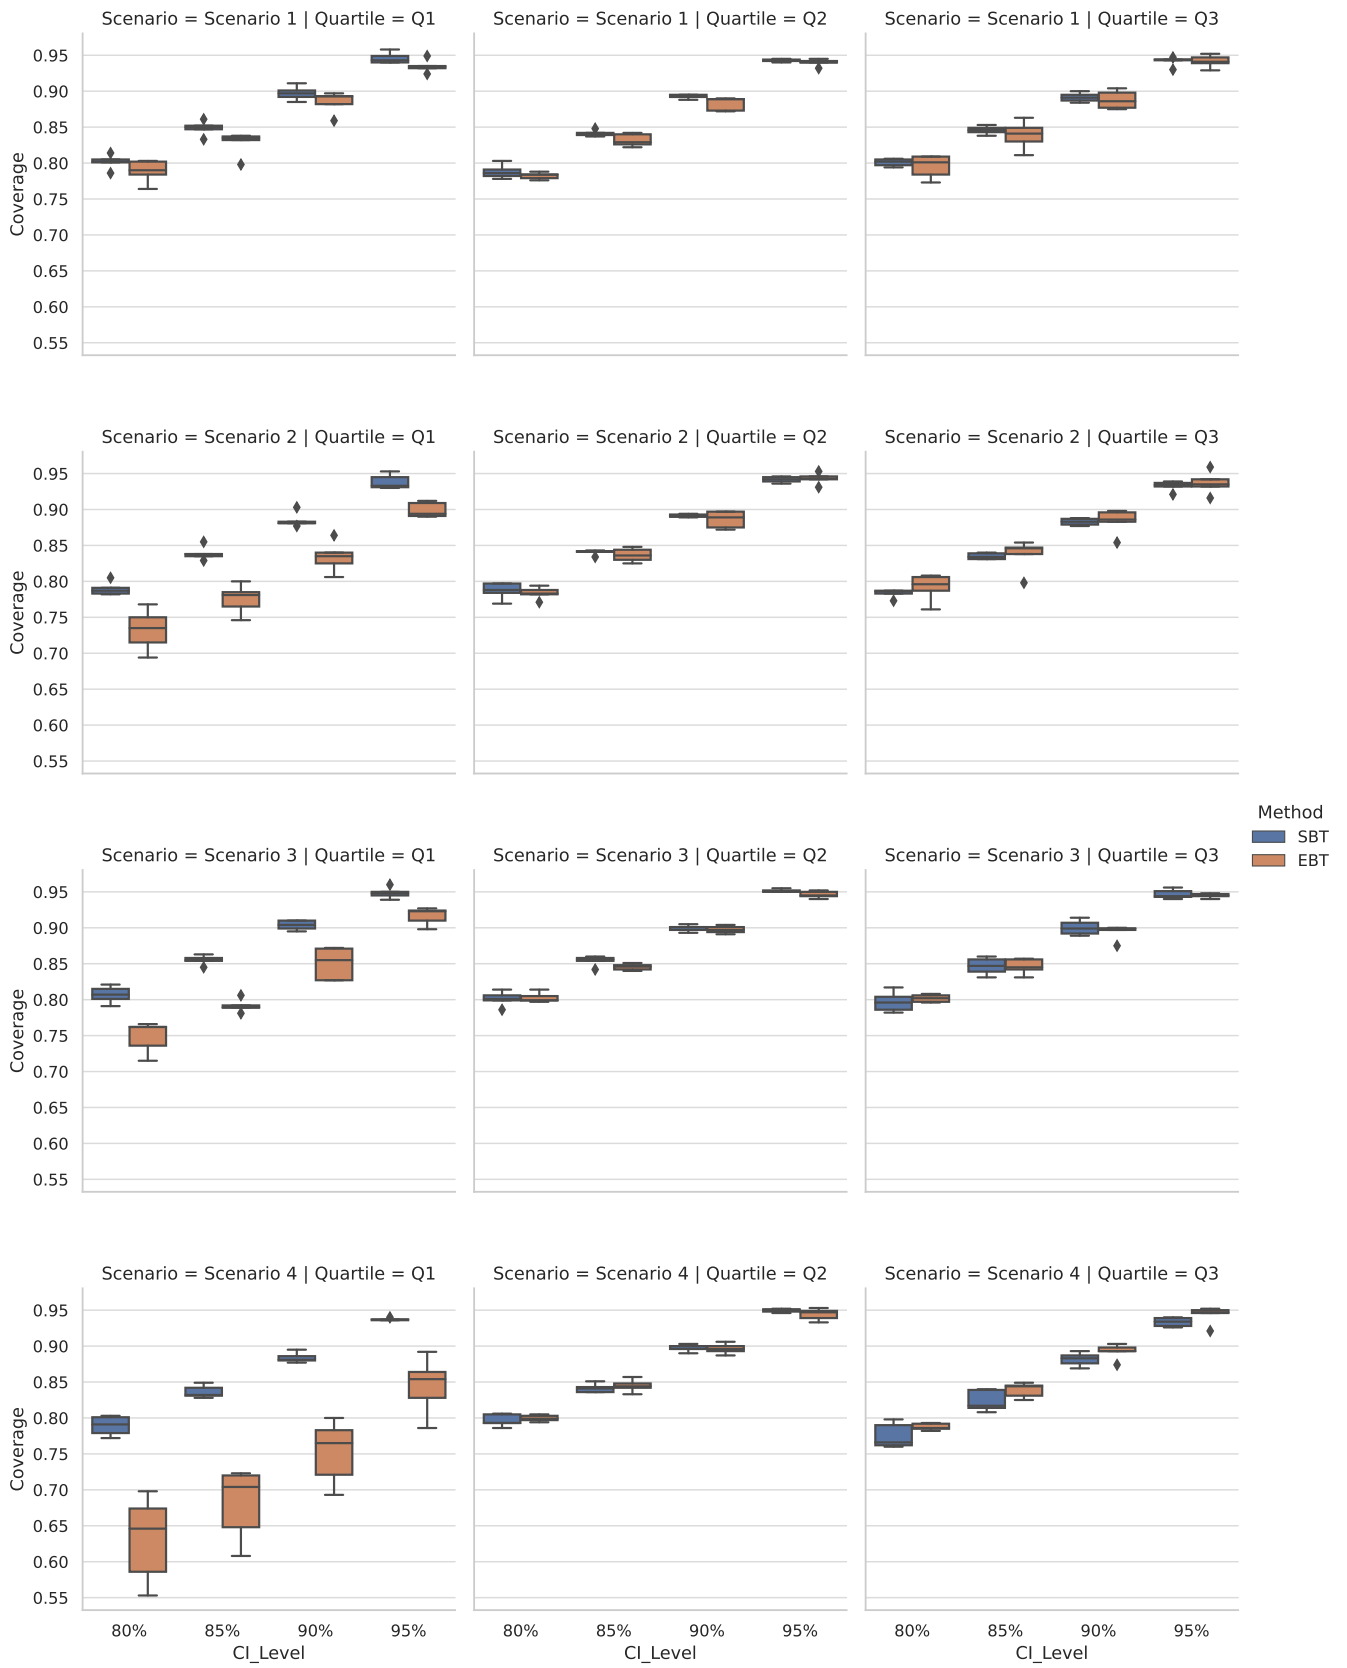 Scenario = Scenario 1 | Quartile = Q1
Scenario = Scenario 1 | Quartile = Q2
Scenario = Scenario 1 | Quartile = Q3
0.95
0.90
0.85
0.80
0.75
0.70
0.65
0.60
0.55
Coverage
Scenario = Scenario 2 | Quartile = Q1
Scenario = Scenario 2 | Quartile = Q2
Scenario = Scenario 2 | Quartile = Q3
0.95
0.90
0.85
0.80
0.75
0.70
0.65
0.60
0.55
Coverage
Method
SBT
EBT
Scenario = Scenario 3 | Quartile = Q1
Scenario = Scenario 3 | Quartile = Q2
Scenario = Scenario 3 | Quartile = Q3
0.95
0.90
0.85
0.80
0.75
0.70
0.65
0.60
0.55
Coverage
Scenario = Scenario 4 | Quartile = Q1
Scenario = Scenario 4 | Quartile = Q2
Scenario = Scenario 4 | Quartile = Q3
0.95
0.90
0.85
0.80
0.75
0.70
0.65
0.60
0.55
Coverage
80% 85% 90% 95%
CI_Level
80% 85% 90% 95%
CI_Level
80% 85% 90% 95%
CI_Level